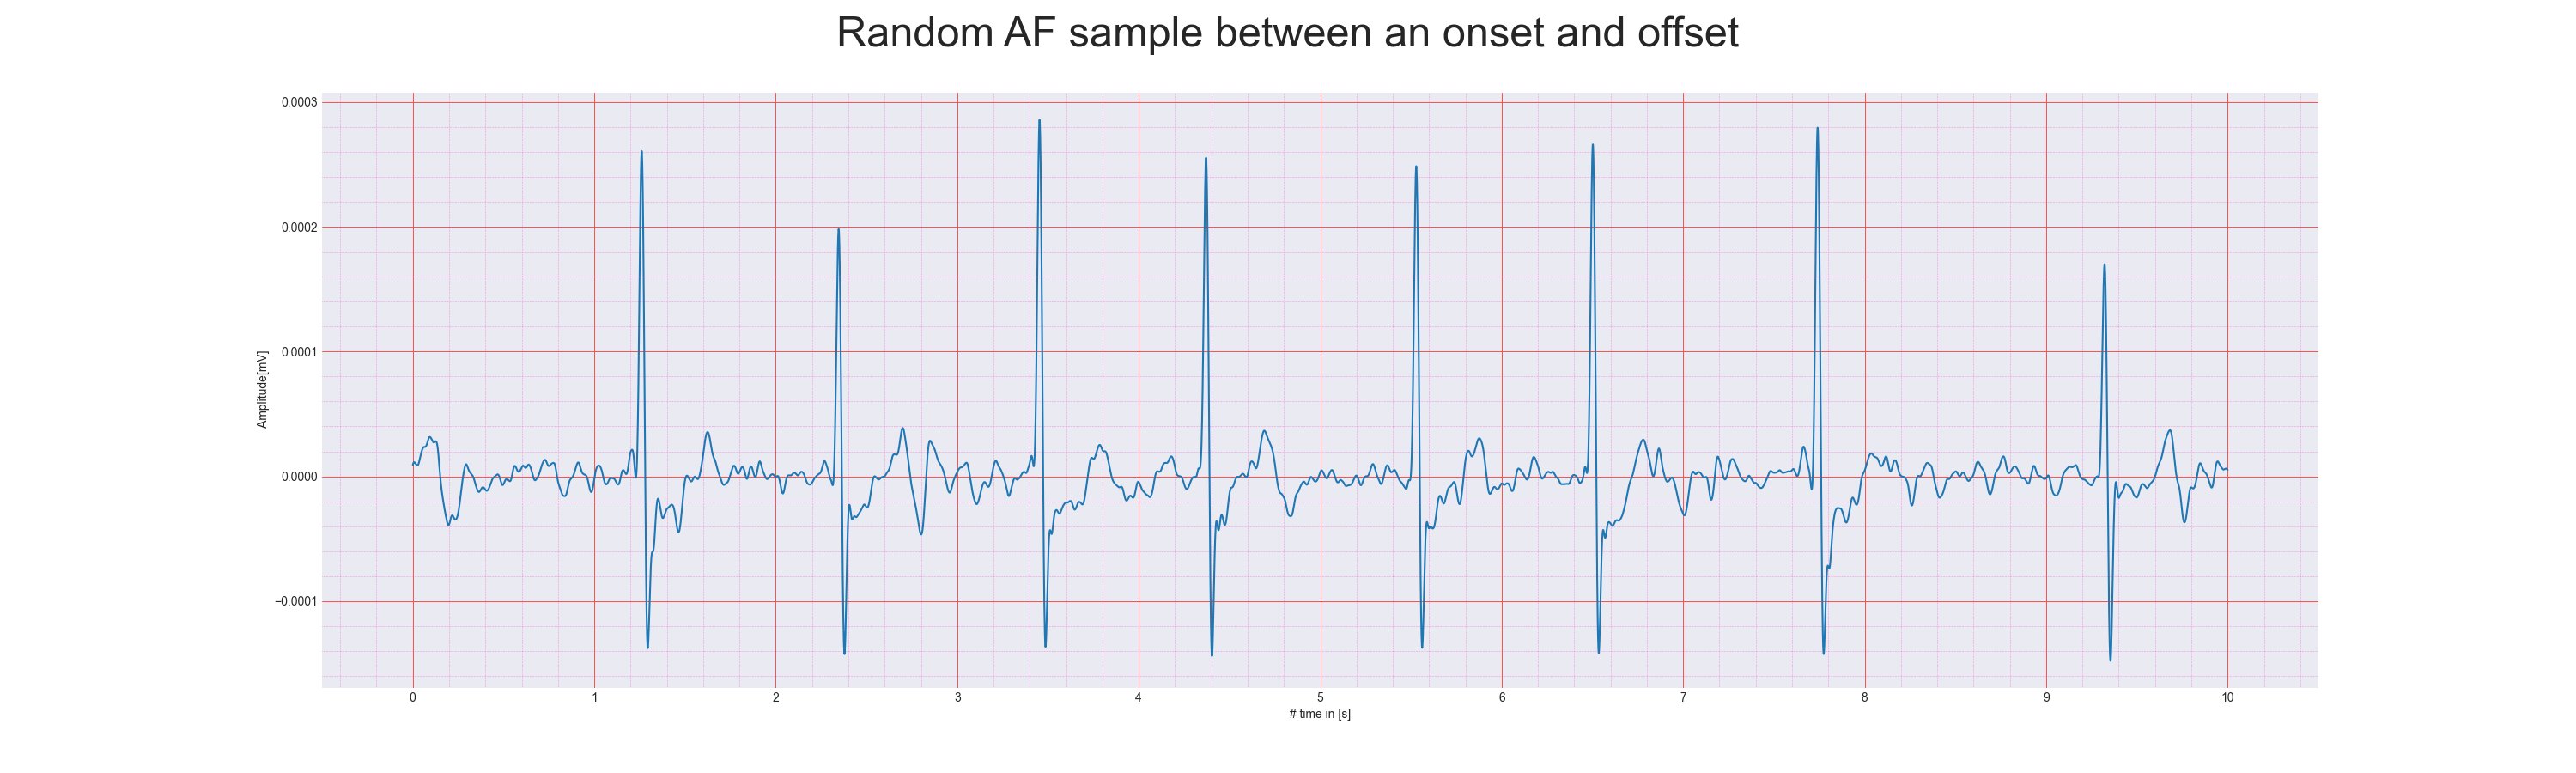 Random AF sample between an onset and offset
0.0003
0.0002
0.0001
0.0000
−0.0001
Amplitude[mV]
0 1 2 3 4 5 6 7 8 9 10
# time in [s]